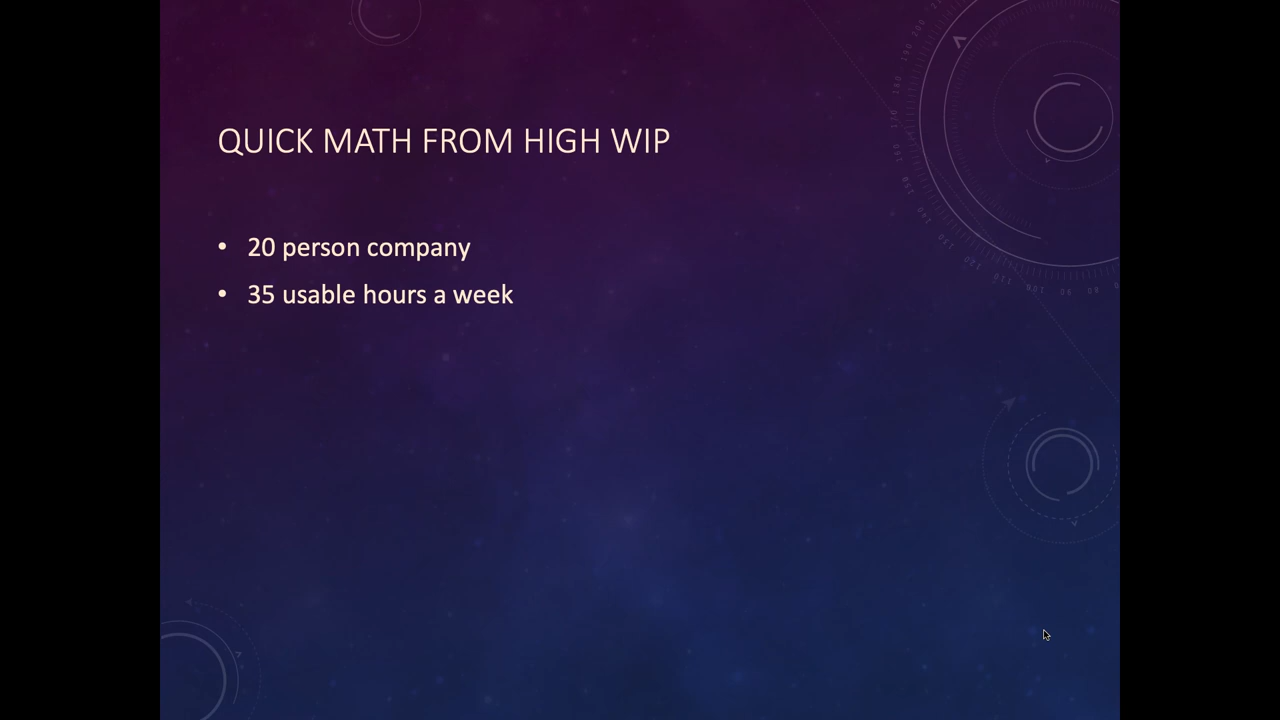 QUICK MATH FROM HIGH WIP
• 20 person company
• 35 usable hours a week